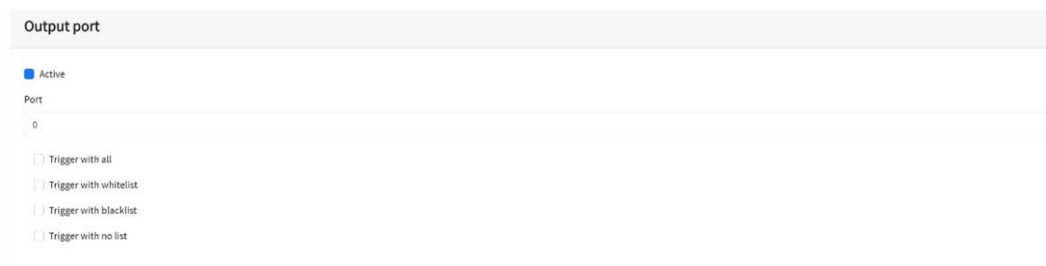 Output port
Active
Port
0
Trigger with all
Trigger with whitelist
Trigger with blacklist
Trigger with no list